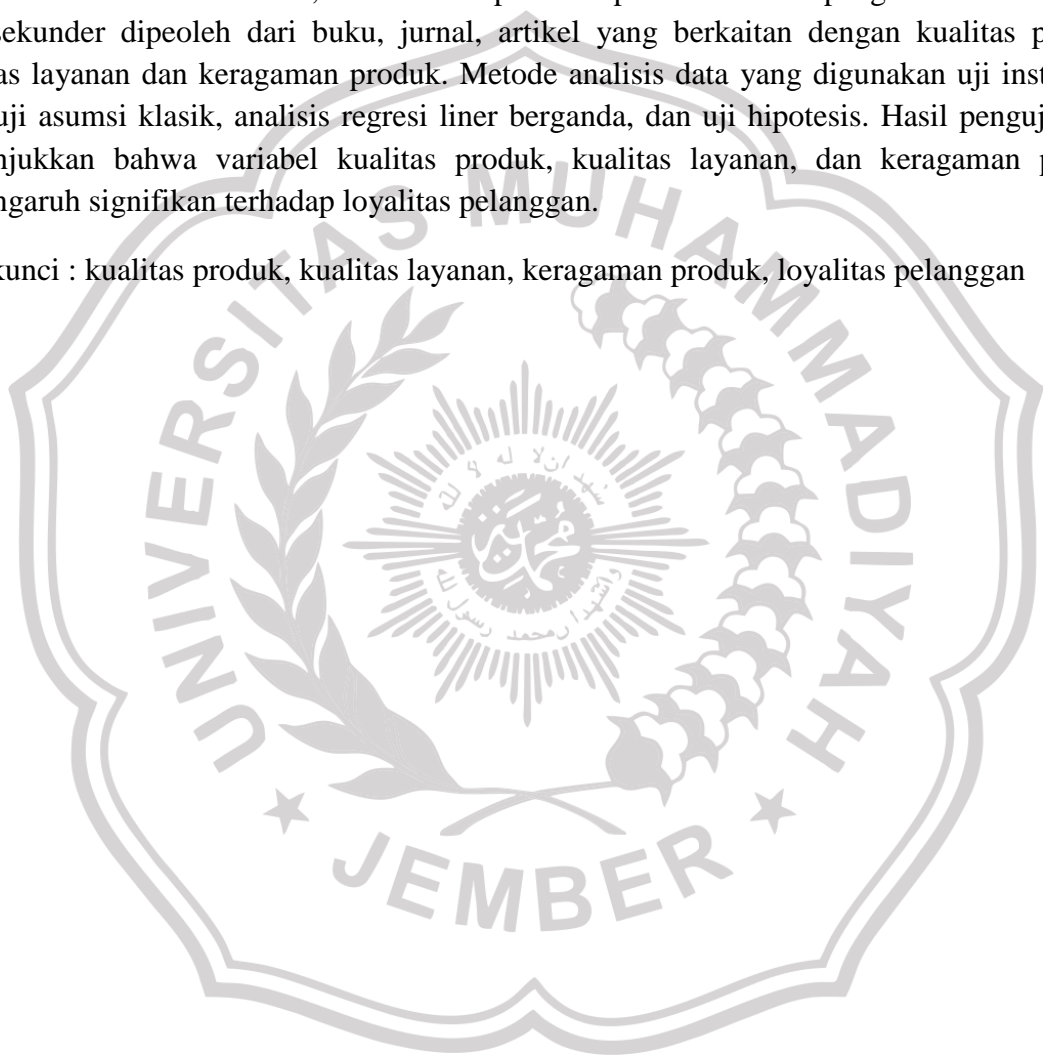 sekunder dipeoleh dari buku, jurnal, artikel yang berkaitan dengan kualitas p
as layanan dan keragaman produk. Metode analisis data yang digunakan uji inst
uji asumsi klasik, analisis regresi liner berganda, dan uji hipotesis. Hasil penguj
njukkan bahwa variabel kualitas produk, kualitas layanan, dan keragaman p
ngaruh signifikan terhadap loyalitas pelanggan.
kunci : kualitas produk, kualitas layanan, keragaman produk, loyalitas pelanggan
UNIVERSITAS MUHAMMADIYAH
JEMBER